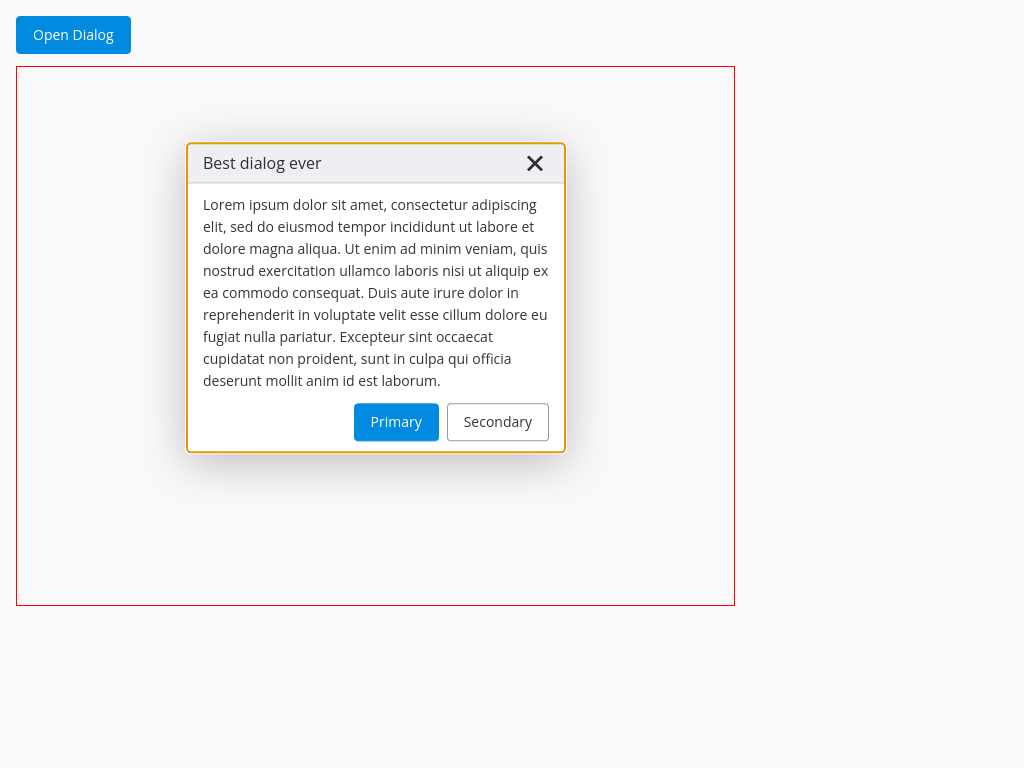 Open Dialog
Best dialog ever
Lorem ipsum dolor sit amet, consectetur adipiscing
elit, sed do eiusmod tempor incididunt ut labore et
dolore magna aliqua. Ut enim ad minim veniam, quis
nostrud exercitation ullamco laboris nisi ut aliquip ex
ea commodo consequat. Duis aute irure dolor in
reprehenderit in voluptate velit esse cillum dolore eu
fugiat nulla pariatur. Excepteur sint occaecat
cupidatat non proident, sunt in culpa qui officia
deserunt mollit anim id est laborum.
Primary Secondary